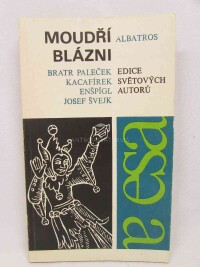 MOUDŘÍ
BLÁZNI
ALBATROS
BRATR PALEČEK
KACAFÍREK
ENŠPÍGL
JOSEF ŠVEJK
EDICE
SVĚTOVÝCH
AUTORŮ
esa